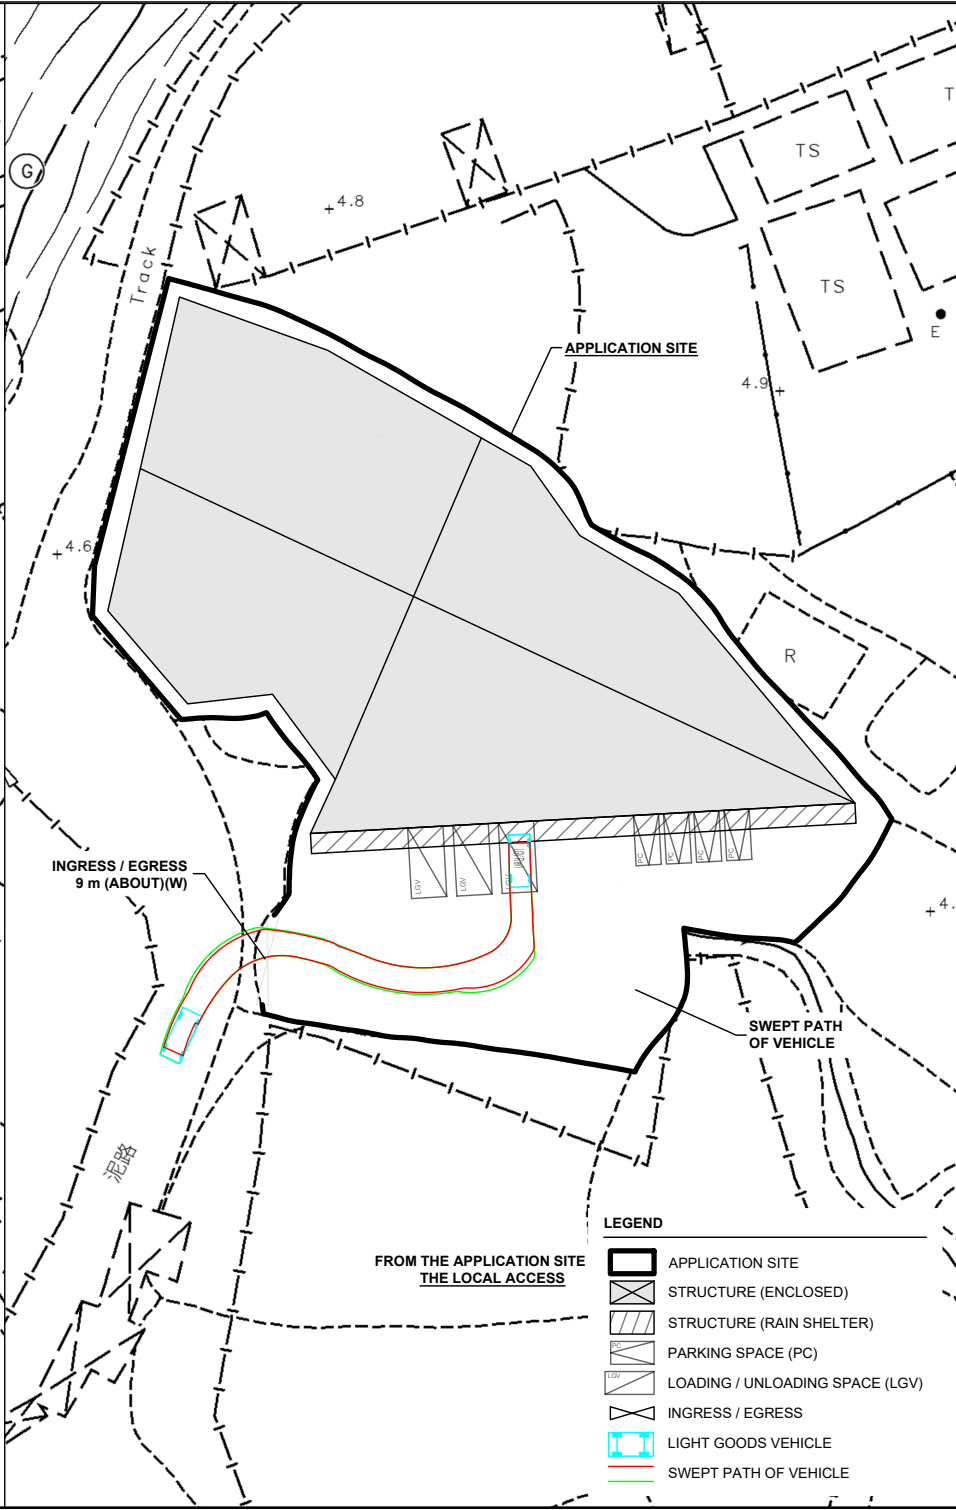 T
TS
G
4.8
Track
TS
E
APPLICATION SITE
4.9
4.6
R
PC
PC
PC
PC
LGV
LGV
LGV
INGRESS / EGRESS
9 m (ABOUT)(W)
4.
SWEPT PATH
OF VEHICLE
泥路
FROM THE APPLICATION SITE
THE LOCAL ACCESS
LEGEND
APPLICATION SITE
STRUCTURE (ENCLOSED)
STRUCTURE (RAIN SHELTER)
PC
PARKING SPACE (PC)
LGV
LOADING / UNLOADING SPACE (LGV)
INGRESS / EGRESS
LIGHT GOODS VEHICLE
SWEPT PATH OF VEHICLE